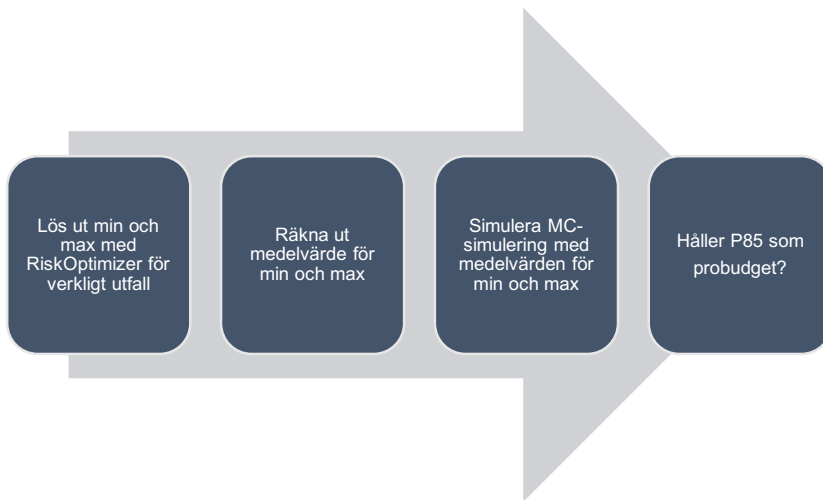 Lös ut min och
max med
RiskOptimizer för
verkligt utfall
Räkna ut
medelvärde för
min och max
Simulera MC-
simulering med
medelvärden för
min och max
Håller P85 som
probudget?